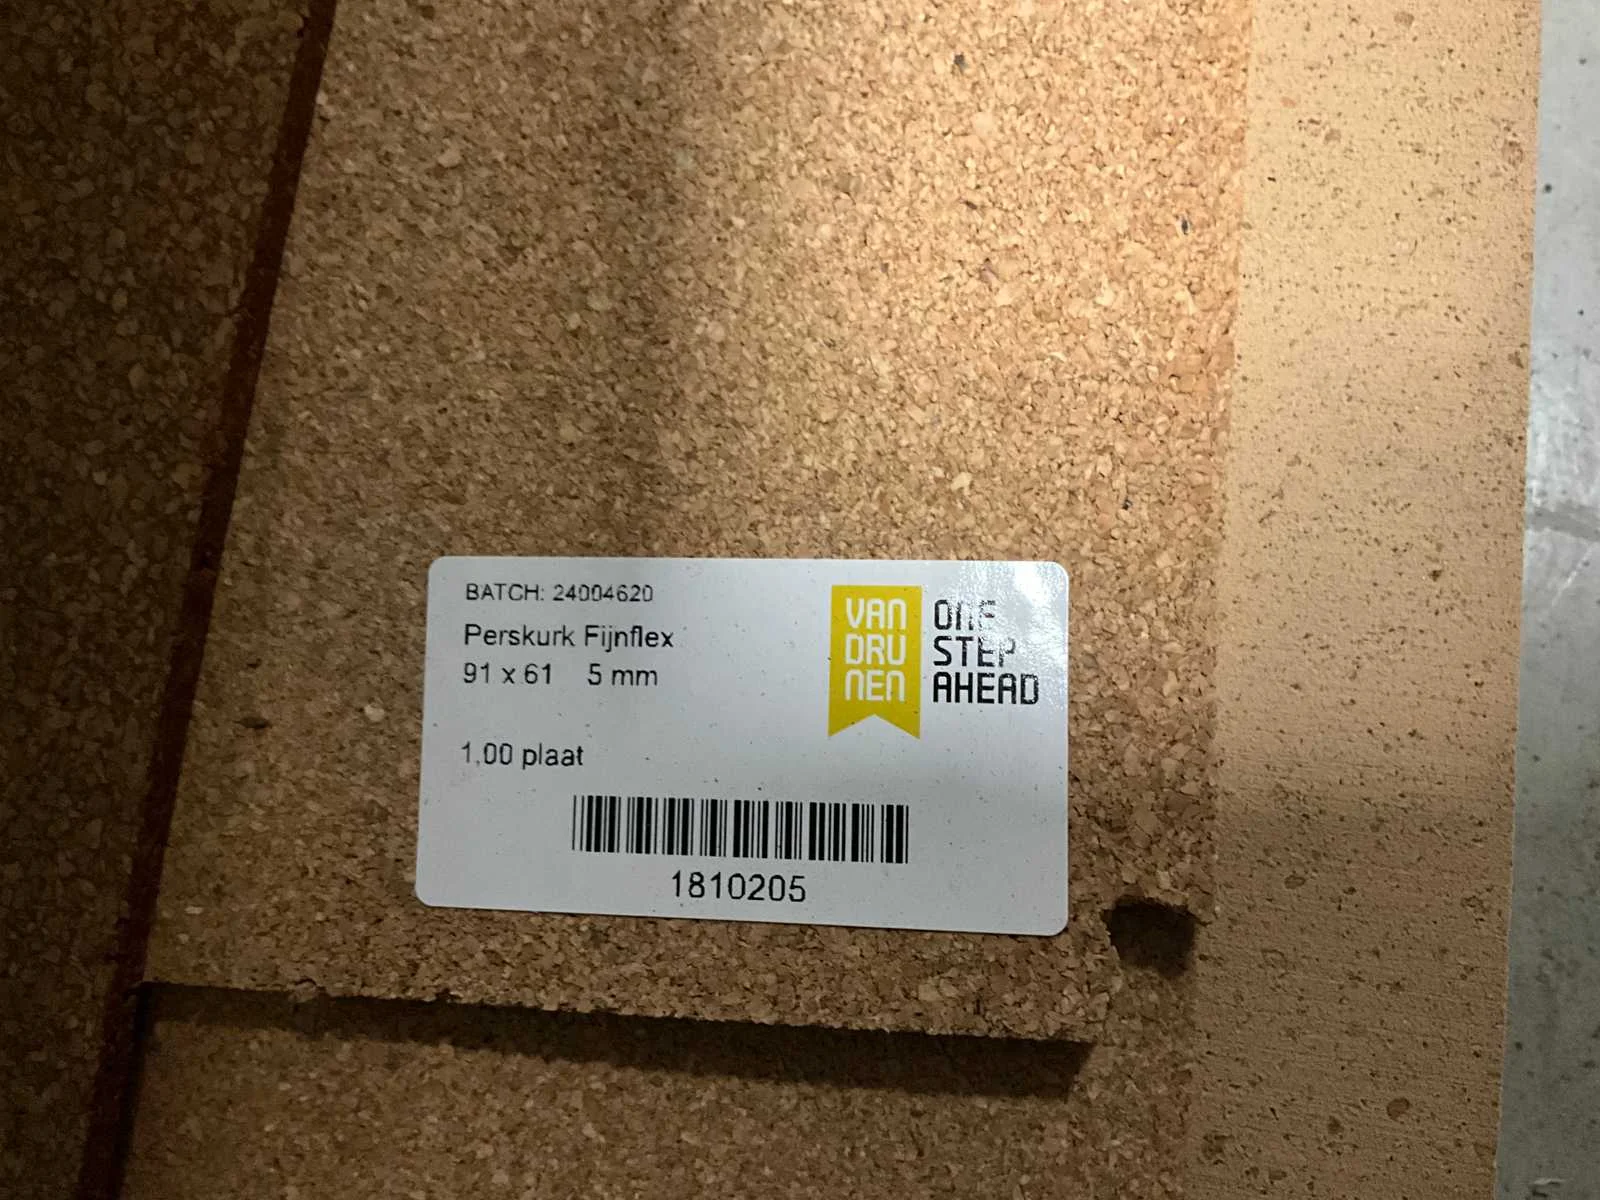 BATCH: 24004620
Perskurk Fijnflex
91 x 61 5 mm
1,00 plaat
VAN
DRU
NEN
ONE
STEP
AHEAD
1810205